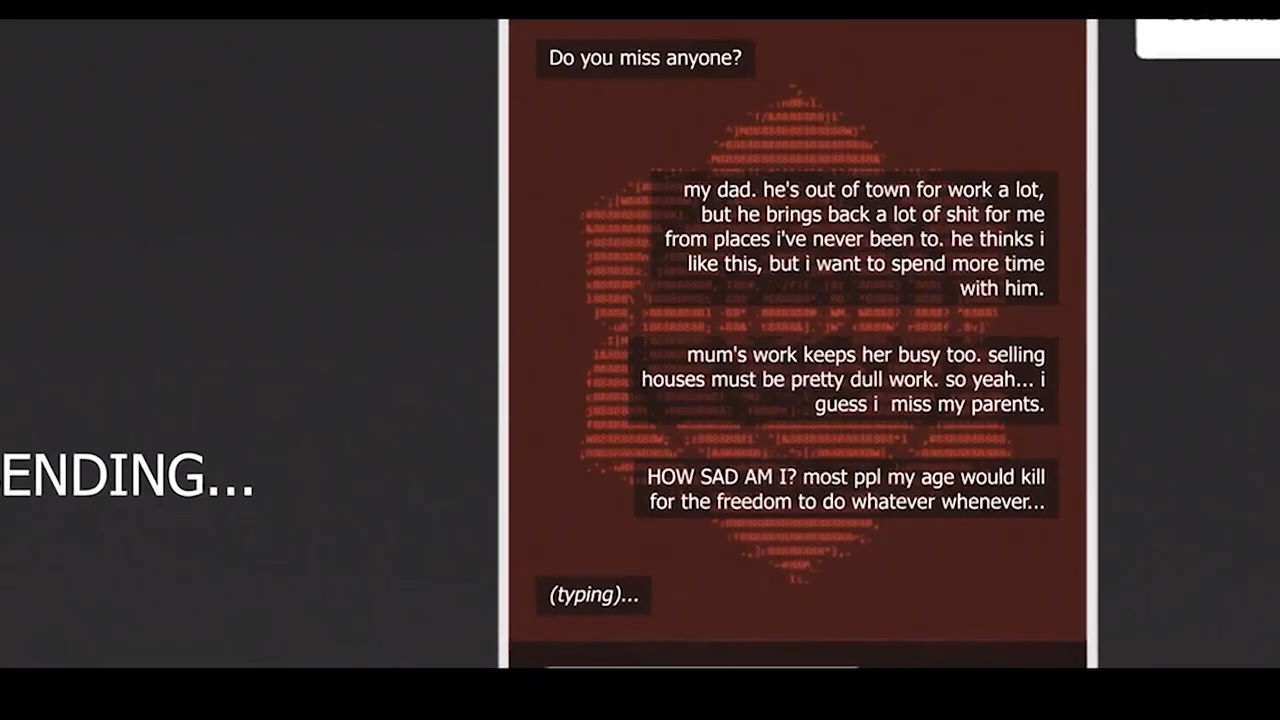 Do you miss anyone?
my dad. he's out of town for work a lot,
but he brings back a lot of shit for me
from places i've never been to. he thinks i
like this, but i want to spend more time
with him.
mum's work keeps her busy too. selling
houses must be pretty dull work. so yeah... i
guess i  miss my parents.
ENDING...
HOW SAD AM I? most ppl my age would kill
for the freedom to do whatever whenever...
(typing)...